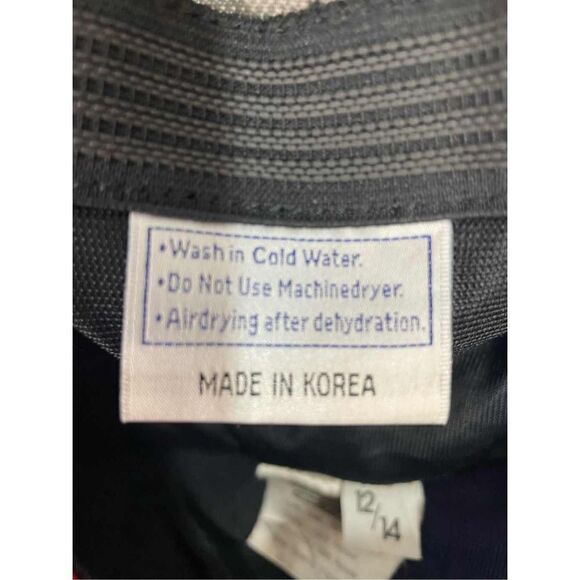 •Wash in Cold Water.
•Do Not Use Machinedryer.
•Airdrying after dehydration.
MADE IN KOREA
12/14